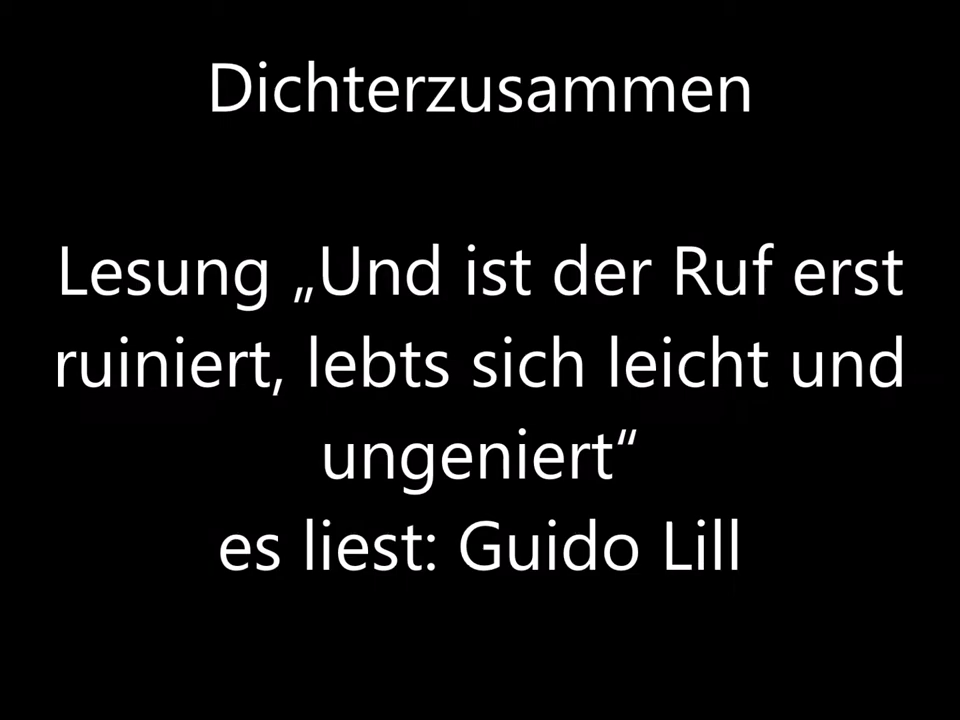 Dichterzusammen
Lesung „Und ist der Ruf erst
ruiniert, lebts sich leicht und
ungeniert“
es liest: Guido Lill